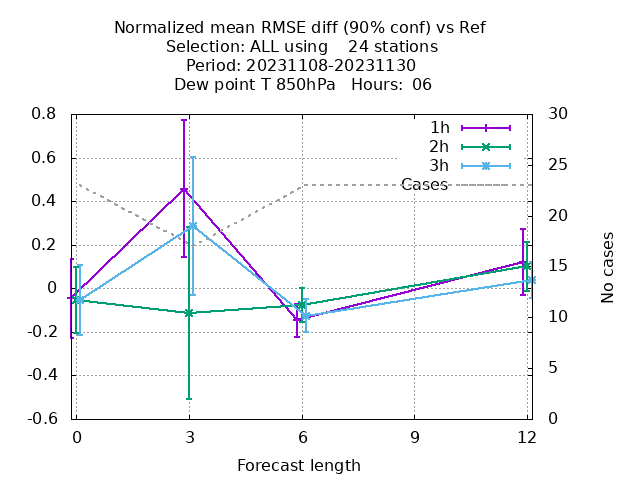 Normalized mean RMSE diff (90% conf) vs Ref
Selection: ALL using    24 stations
Period: 20231108-20231130
Dew point T 850hPa   Hours:  06
0.8
0.6
0.4
0.2
0
-0.2
-0.4
-0.6
30
25
20
15
10
5
0
1h
2h
3h
Cases
No cases
0
3
6
9
12
Forecast length